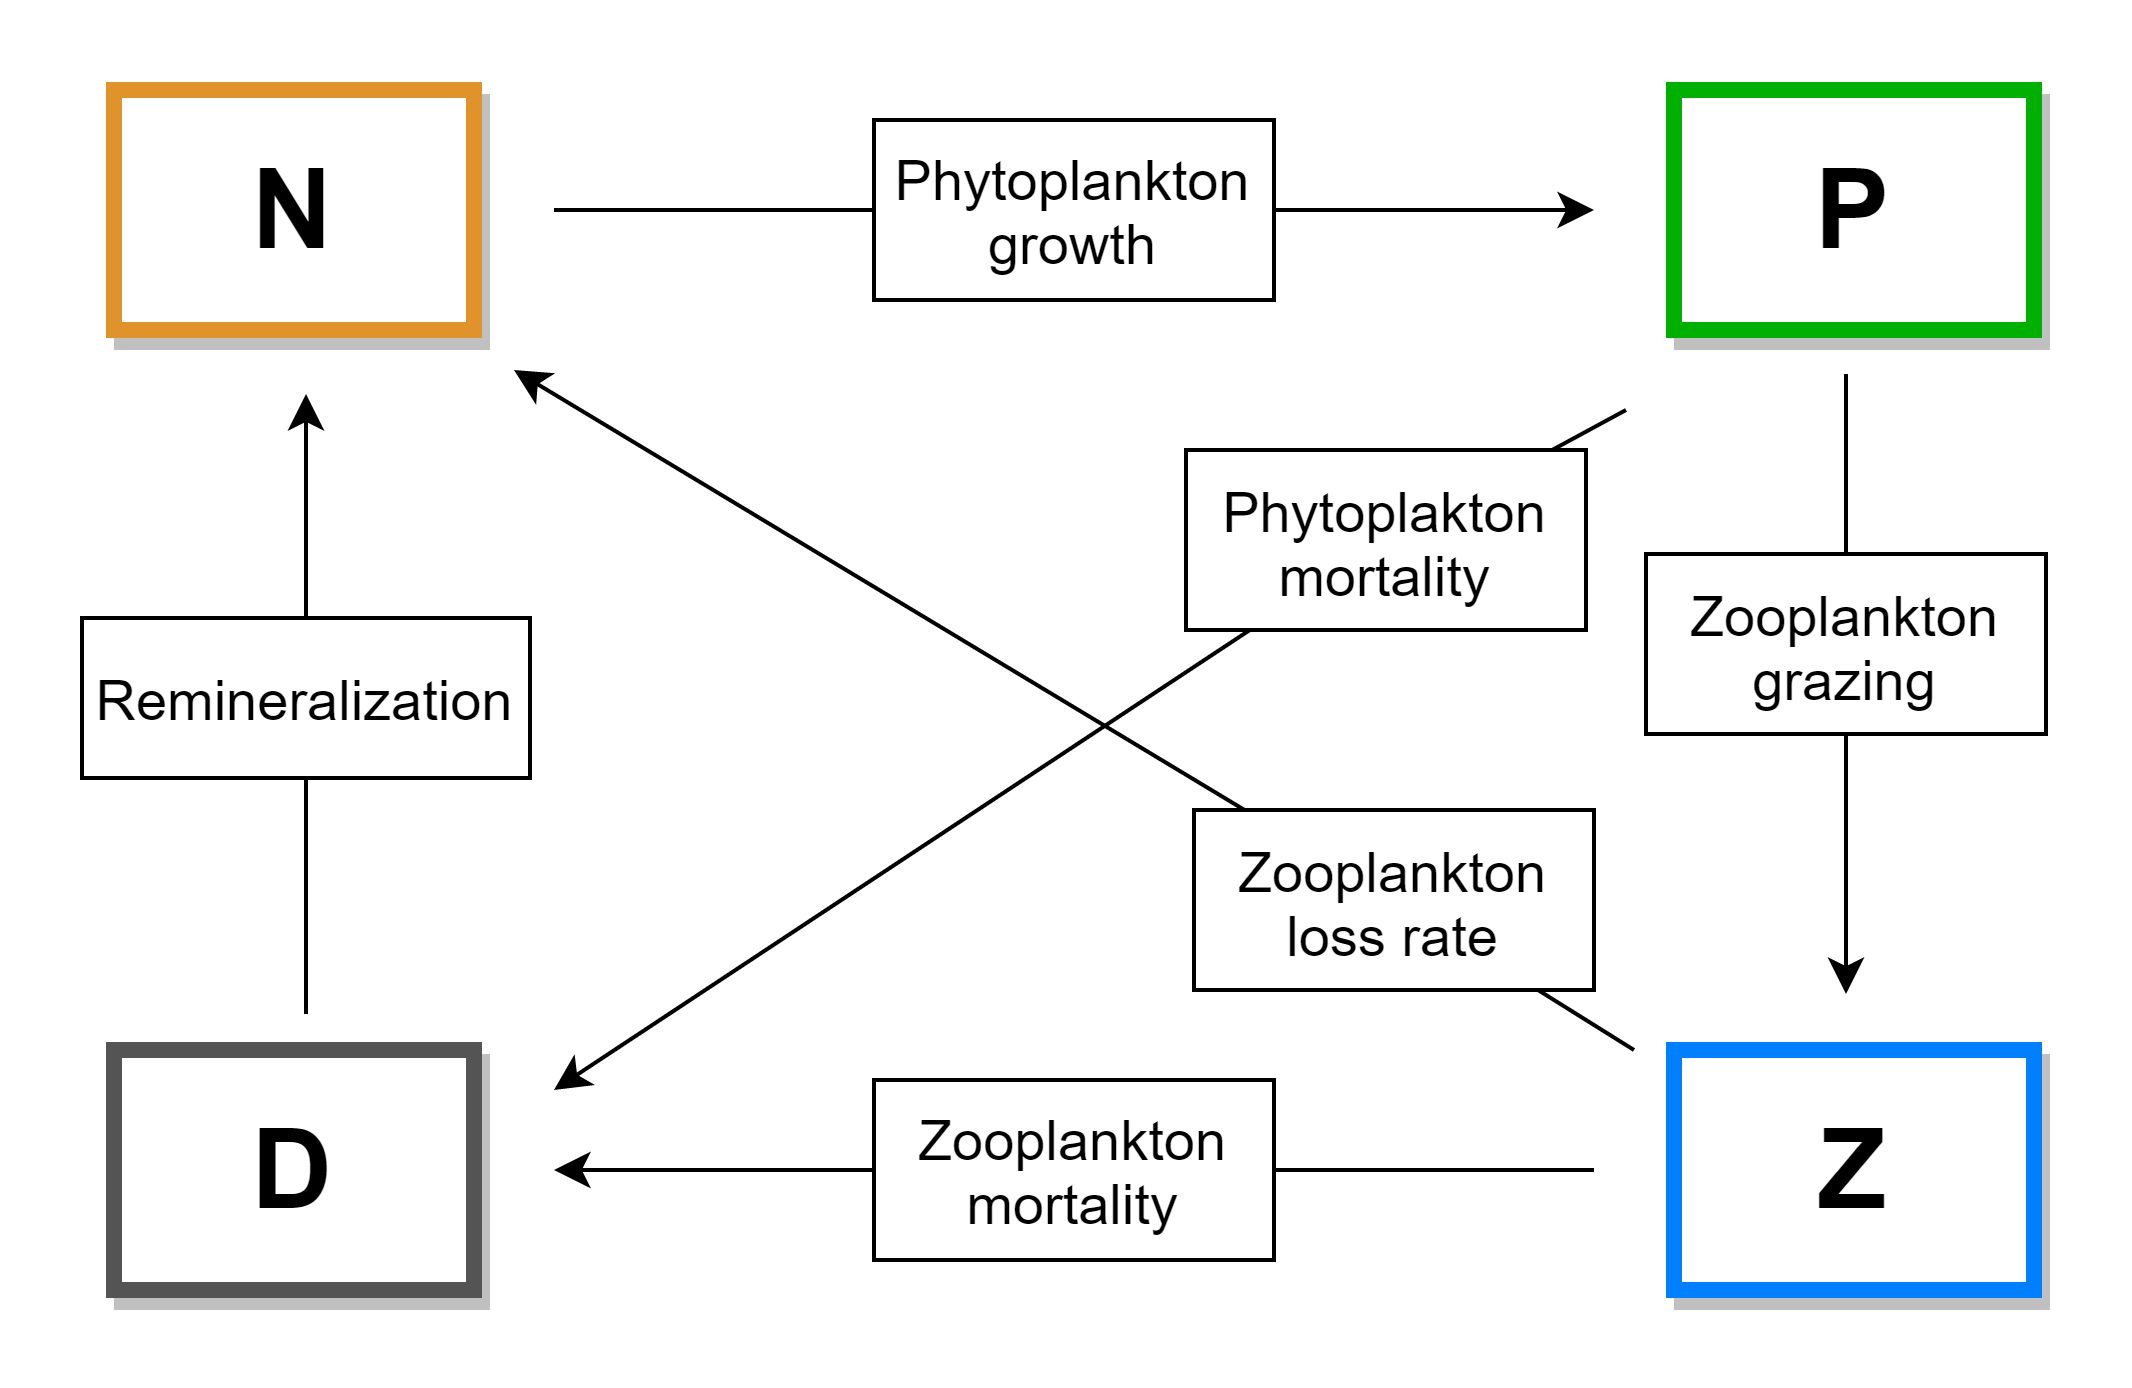 N
Phytoplankton
growth
P
Phytoplakton
mortality
Zooplankton
grazing
Remineralization
Zooplankton
loss rate
D
Zooplankton
mortality
Z